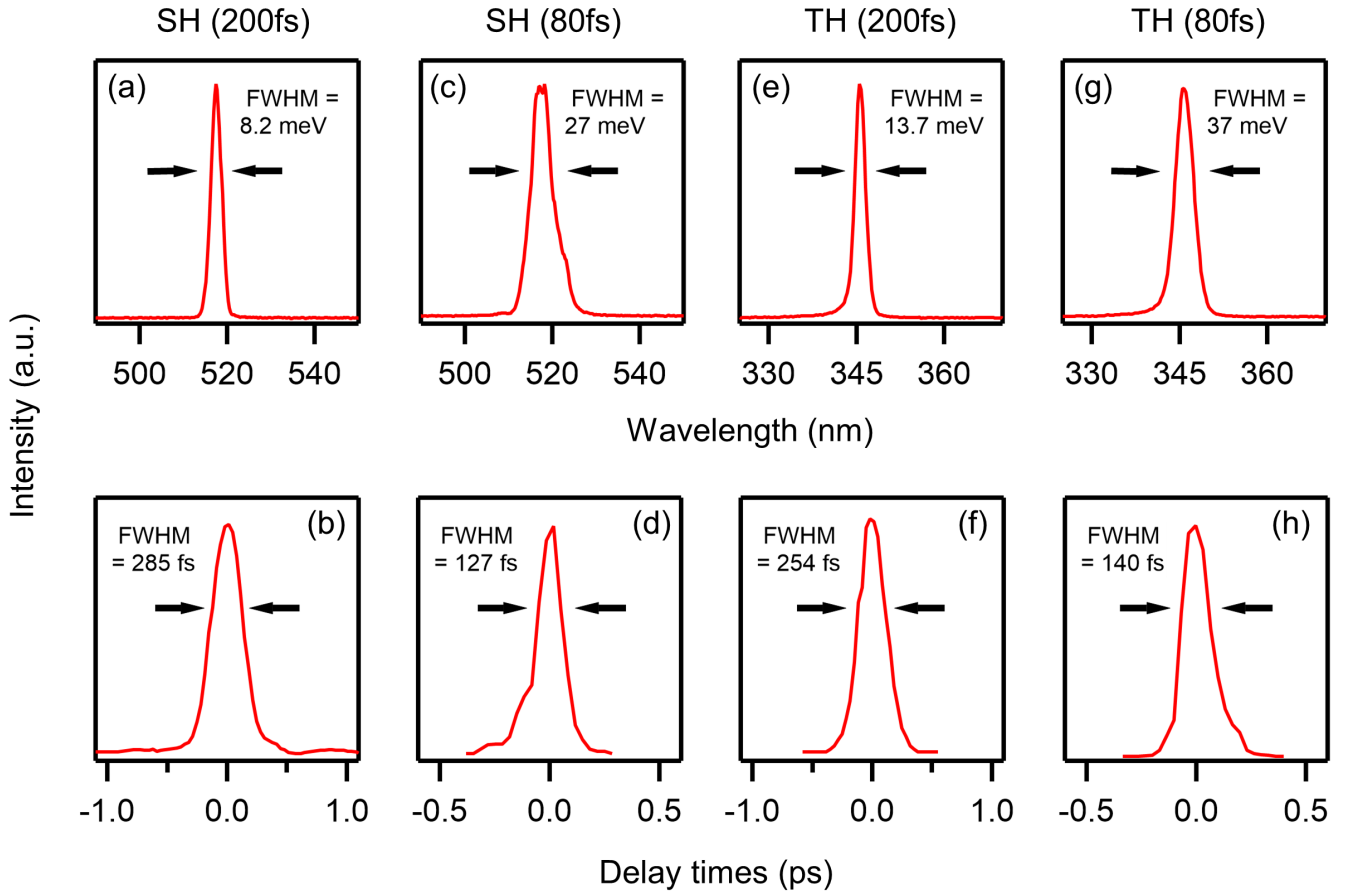 SH (200fs)
SH (80fs)
TH (200fs)
TH (80fs)
(a)
FWHM =
8.2 meV
(c)
FWHM =
27 meV
(e)
FWHM =
13.7 meV
(g)
FWHM =
37 meV
500
520
540
500
520
540
330
345
360
330
345
360
Wavelength (nm)
Intensity (a.u.)
(b)
FWHM
= 285 fs
(d)
FWHM
= 127 fs
(f)
FWHM
= 254 fs
(h)
FWHM
= 140 fs
-1.0
0.0
1.0
-0.5
0.0
0.5
-1.0
0.0
1.0
-0.5
0.0
0.5
Delay times (ps)